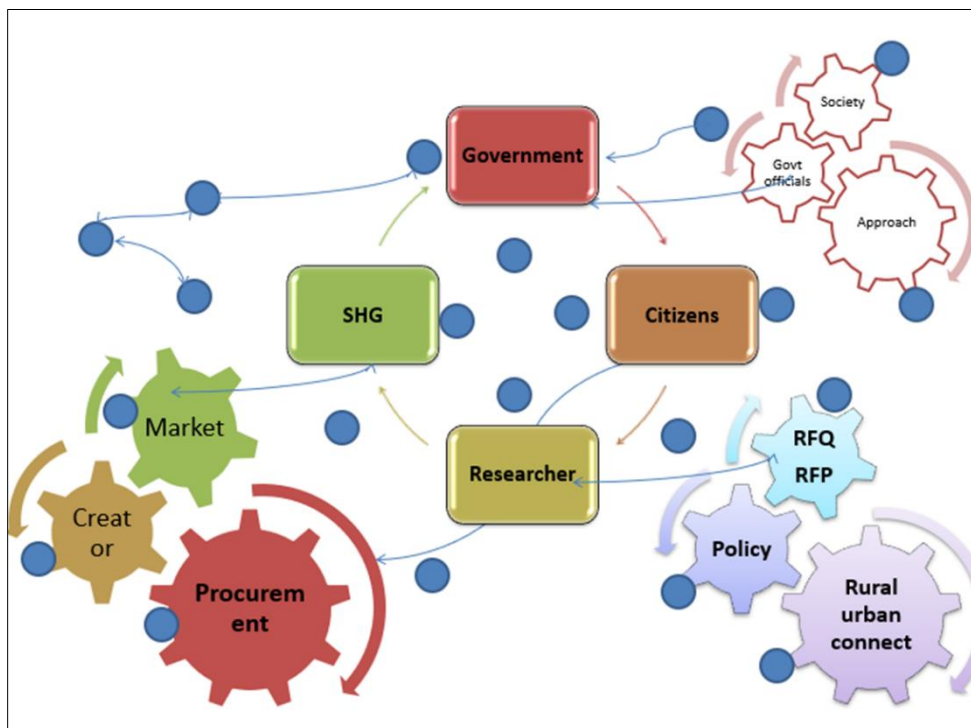 Society
Government
Govt
officials
Approach
SHG
Citizens
Market
RFQ
RFP
Researcher
Creat
or
Policy
Procurem
ent
Rural
urban
connect